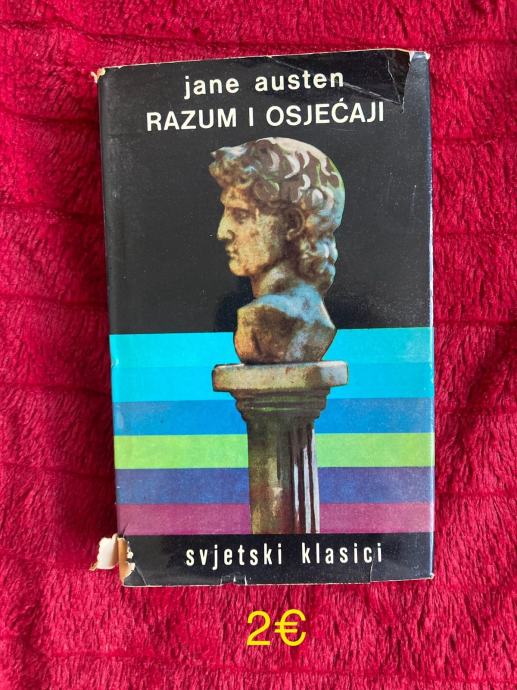 jane austen
RAZUM I OSJEĆAJI
svjetski klasici
2€